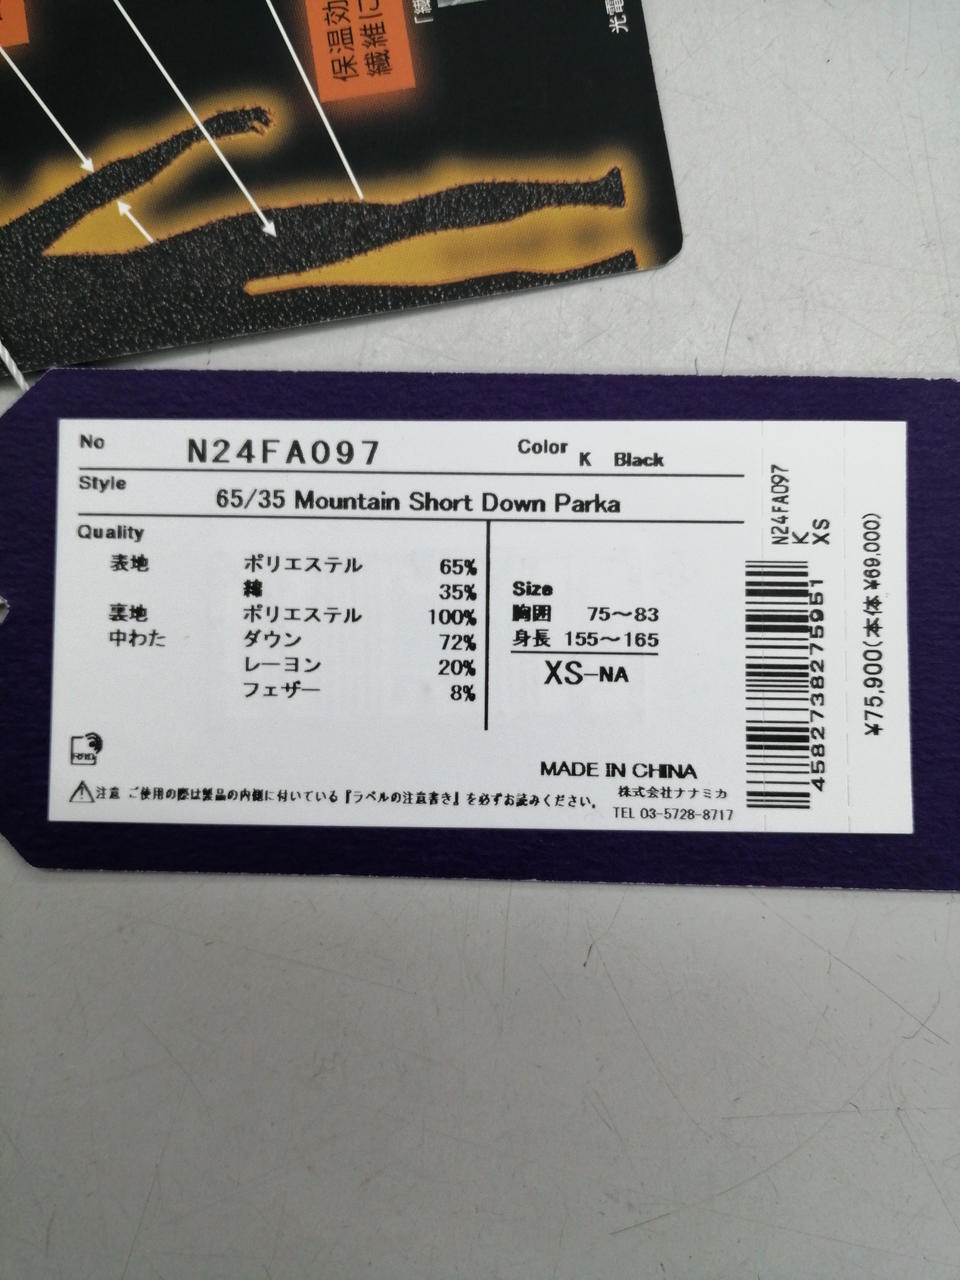 保温効
繊維に
「繊
光電
No N24FA097 Color K Black
Style 65/35 Mountain Short Down Parka
Quality
表地 ポリエステル 65%
綿 35%
裏地 ポリエステル 100%
中わた ダウン 72%
レーヨン 20%
フェザー 8%
Size
胸囲 75〜83
身長 155〜165
XS-NA
MADE IN CHINA
株式会社ナナミカ
TEL 03-5728-8717
注意 ご使用の際は製品の内側に付いている『ラベルの注意書き』を必ずお読みください。
N24FA097
K
XS
4582738275951
¥75,900(本体 ¥69,000)